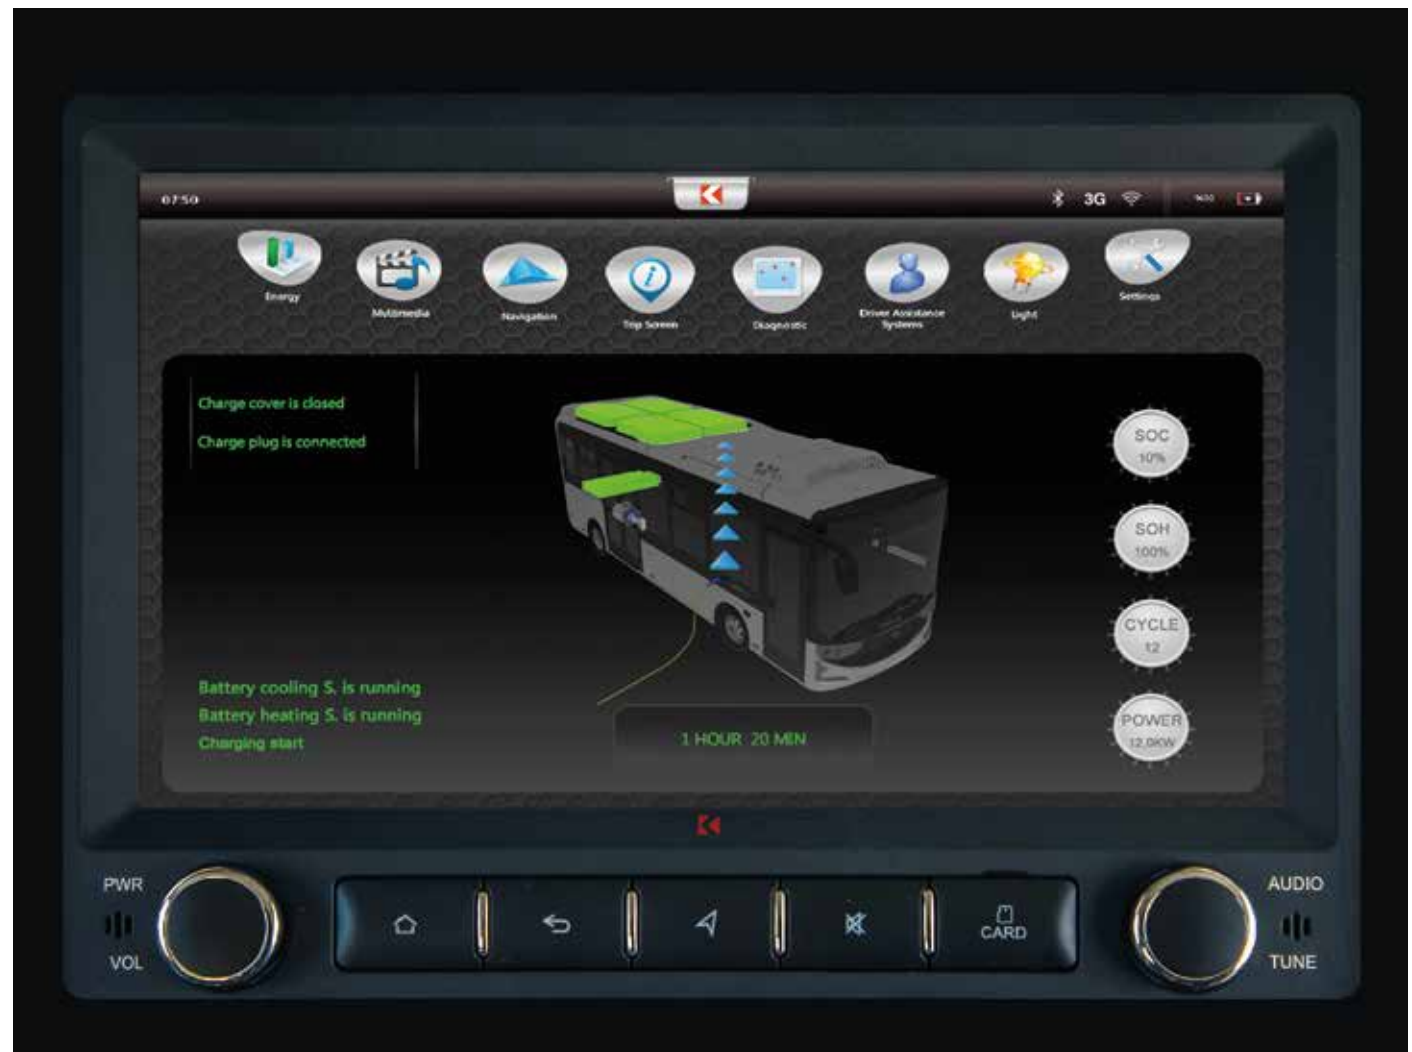 07:50
3G
Energy
Multimedia
Navigation
Trip Screen
Diagnostic
Driver Assistance
Systems
Light
Settings
Charge cover is closed
Charge plug is connected
SOC
10%
SOH
100%
CYCLE
12
POWER
12,0KW
Battery cooling S. is running
Battery heating S. is running
Charging start
1 HOUR 20 MIN
PWR
VOL
CARD
AUDIO
TUNE